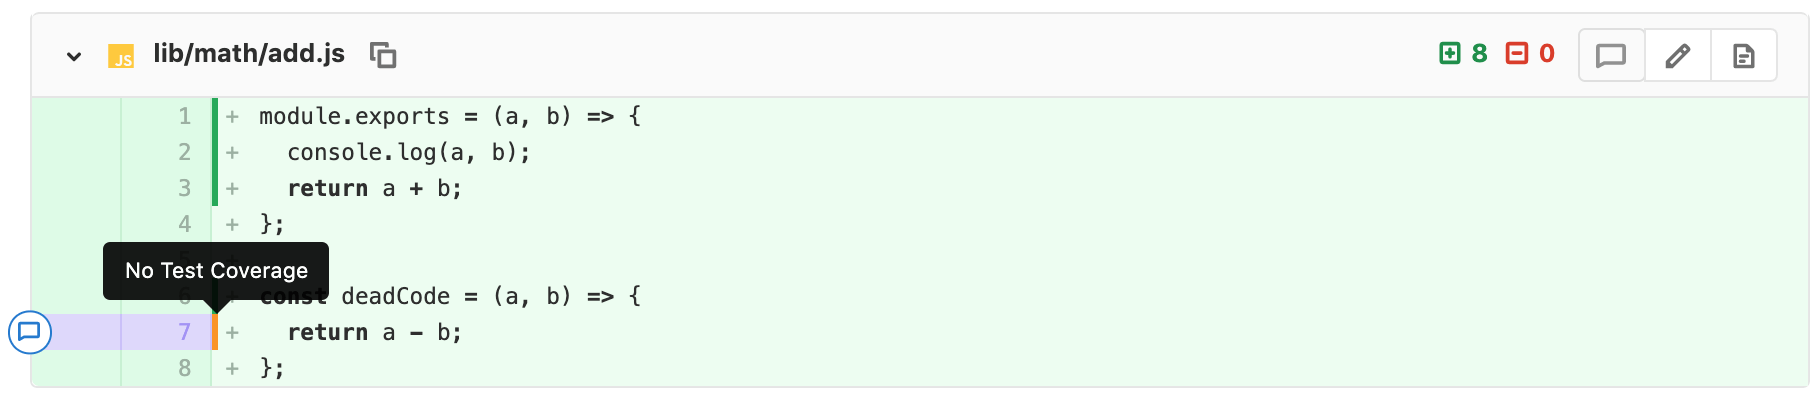 JS lib/math/add.js 8 0
1 + module.exports = (a, b) => {
2 + console.log(a, b);
3 + return a + b;
4 + };
No Test Coverage
6 + const deadCode = (a, b) => {
7 + return a - b;
8 + };